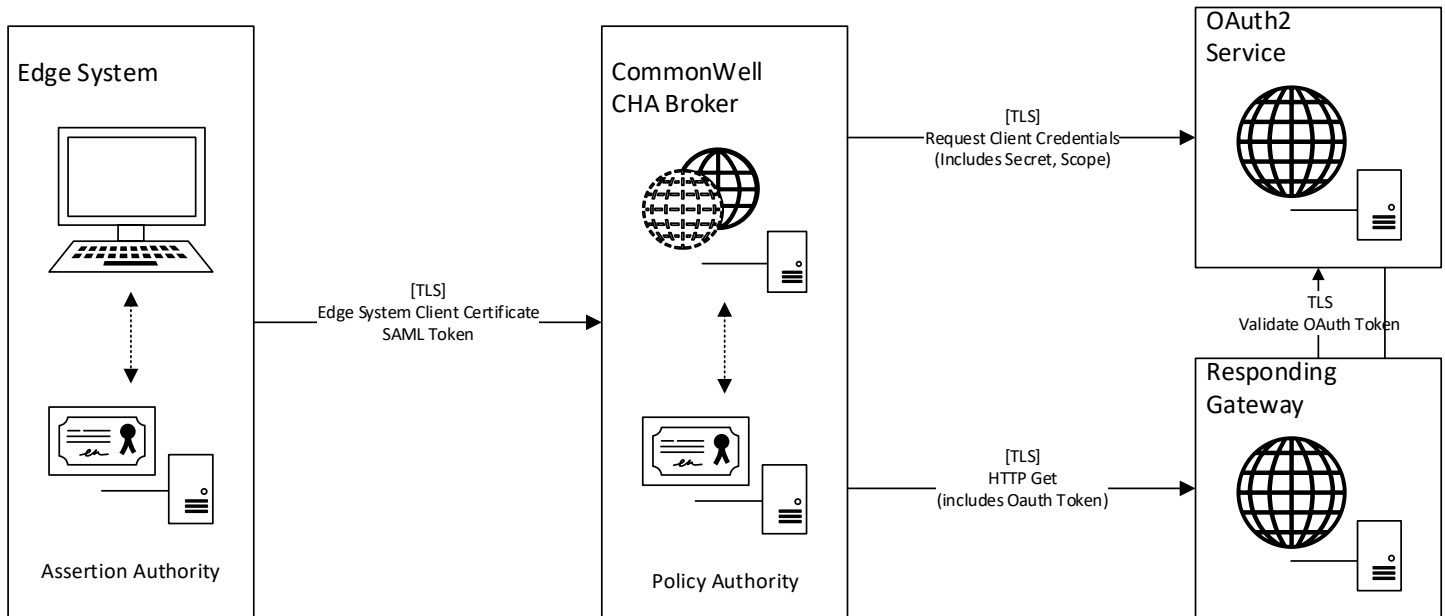 Edge System
Assertion Authority
[TLS]
Edge System Client Certificate
SAML Token
CommonWell
CHA Broker
Policy Authority
[TLS]
Request Client Credentials
(Includes Secret, Scope)
[TLS]
HTTP Get
(includes Oauth Token)
OAuth2
Service
TLS
Validate OAuth Token
Responding
Gateway